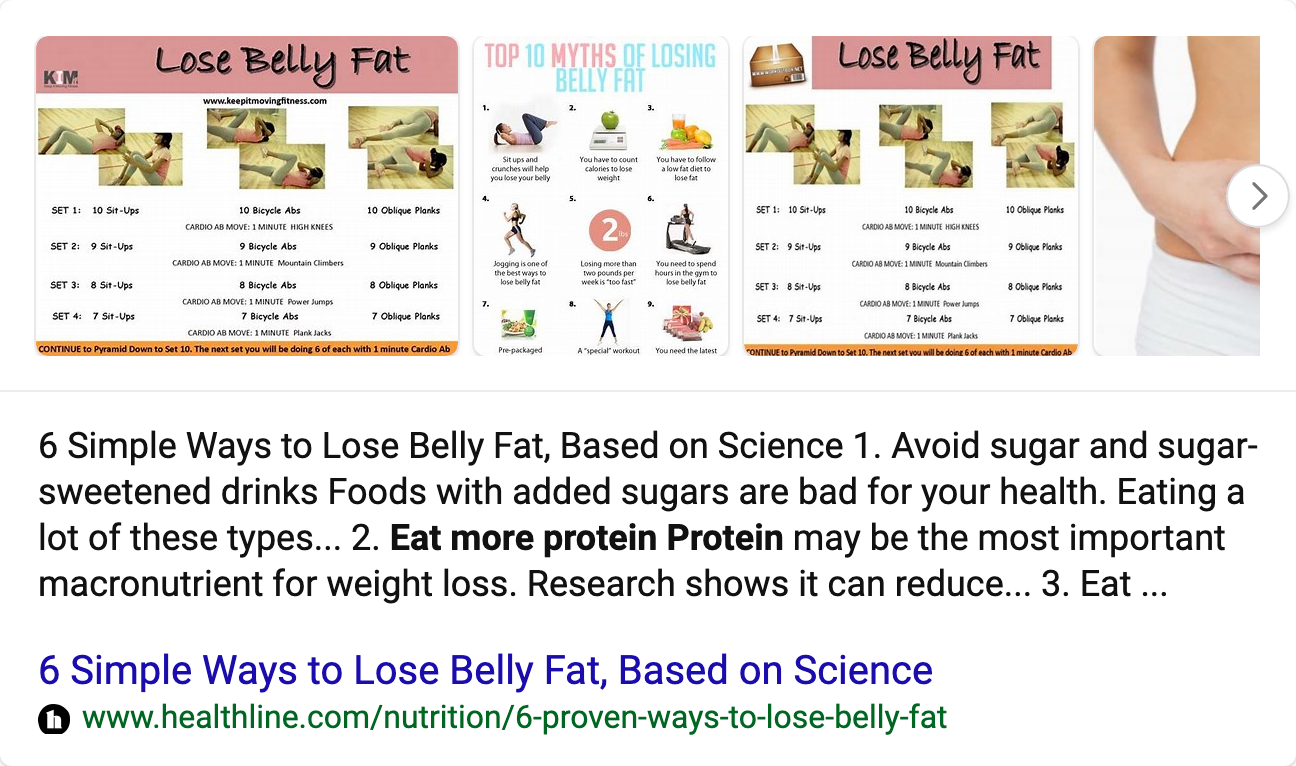 Lose Belly Fat
KIM
www.keepitmovingfitness.com
SET 1: 10 Sit-Ups 10 Bicycle Abs 10 Oblique Planks
CARDIO AB MOVE: 1 MINUTE HIGH KNEES
SET 2: 9 Sit-Ups 9 Bicycle Abs 9 Oblique Planks
CARDIO AB MOVE: 1 MINUTE Mountain Climbers
SET 3: 8 Sit-Ups 8 Bicycle Abs 8 Oblique Planks
CARDIO AB MOVE: 1 MINUTE Power Jumps
SET 4: 7 Sit-Ups 7 Bicycle Abs 7 Oblique Planks
CARDIO AB MOVE: 1 MINUTE Plank Jacks
CONTINUE to Pyramid Down to Set 10. The next set you will be doing 6 of each with 1 minute Cardio Ab
TOP 10 MYTHS OF LOSING
BELLY FAT
1.
Sit ups and
crunches will help
you lose your belly
2.
You have to count
calories to lose
weight
3.
You have to follow
a low fat diet to
lose fat
4.
Jogging is one of
the best ways to
lose belly fat
5.
2 lbs
Losing more than
two pounds per
week is "too fast"
6.
You need to spend
hours in the gym to
lose belly fat
7.
Pre-packaged
8.
A "special" workout
9.
You need the latest
Lose Belly Fat
SET 1: 10 Sit-Ups 10 Bicycle Abs 10 Oblique Planks
CARDIO AB MOVE: 1 MINUTE HIGH KNEES
SET 2: 9 Sit-Ups 9 Bicycle Abs 9 Oblique Planks
CARDIO AB MOVE: 1 MINUTE Mountain Climbers
SET 3: 8 Sit-Ups 8 Bicycle Abs 8 Oblique Planks
CARDIO AB MOVE: 1 MINUTE Power Jumps
SET 4: 7 Sit-Ups 7 Bicycle Abs 7 Oblique Planks
CARDIO AB MOVE: 1 MINUTE Plank Jacks
CONTINUE to Pyramid Down to Set 10. The next set you will be doing 6 of each with 1 minute Cardio Ab
6 Simple Ways to Lose Belly Fat, Based on Science 1. Avoid sugar and sugar-
sweetened drinks Foods with added sugars are bad for your health. Eating a
lot of these types... 2. Eat more protein Protein may be the most important
macronutrient for weight loss. Research shows it can reduce... 3. Eat ...
6 Simple Ways to Lose Belly Fat, Based on Science
h www.healthline.com/nutrition/6-proven-ways-to-lose-belly-fat